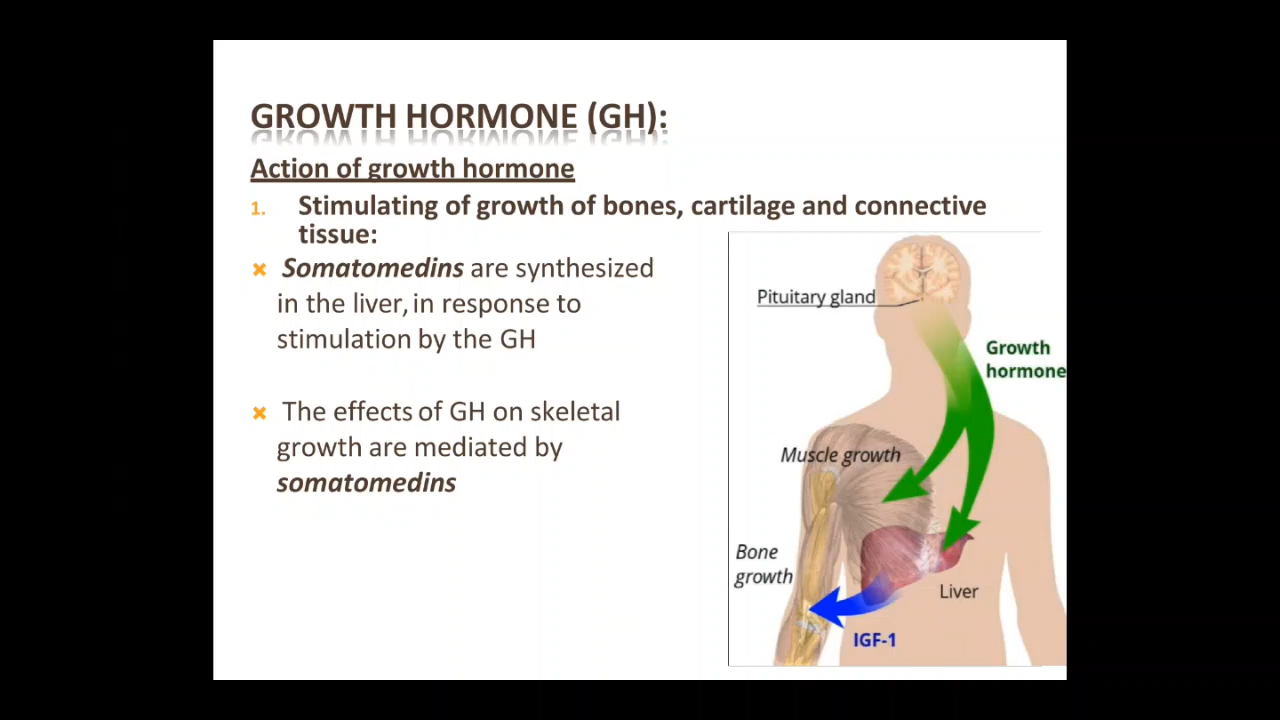 GROWTH HORMONE (GH):
Action of growth hormone
1. Stimulating of growth of bones, cartilage and connective
tissue:
Somatomedins are synthesized
in the liver, in response to
stimulation by the GH
The effects of GH on skeletal
growth are mediated by
somatomedins
Pituitary gland
Growth
hormone
Muscle growth
Bone
growth
Liver
IGF-1